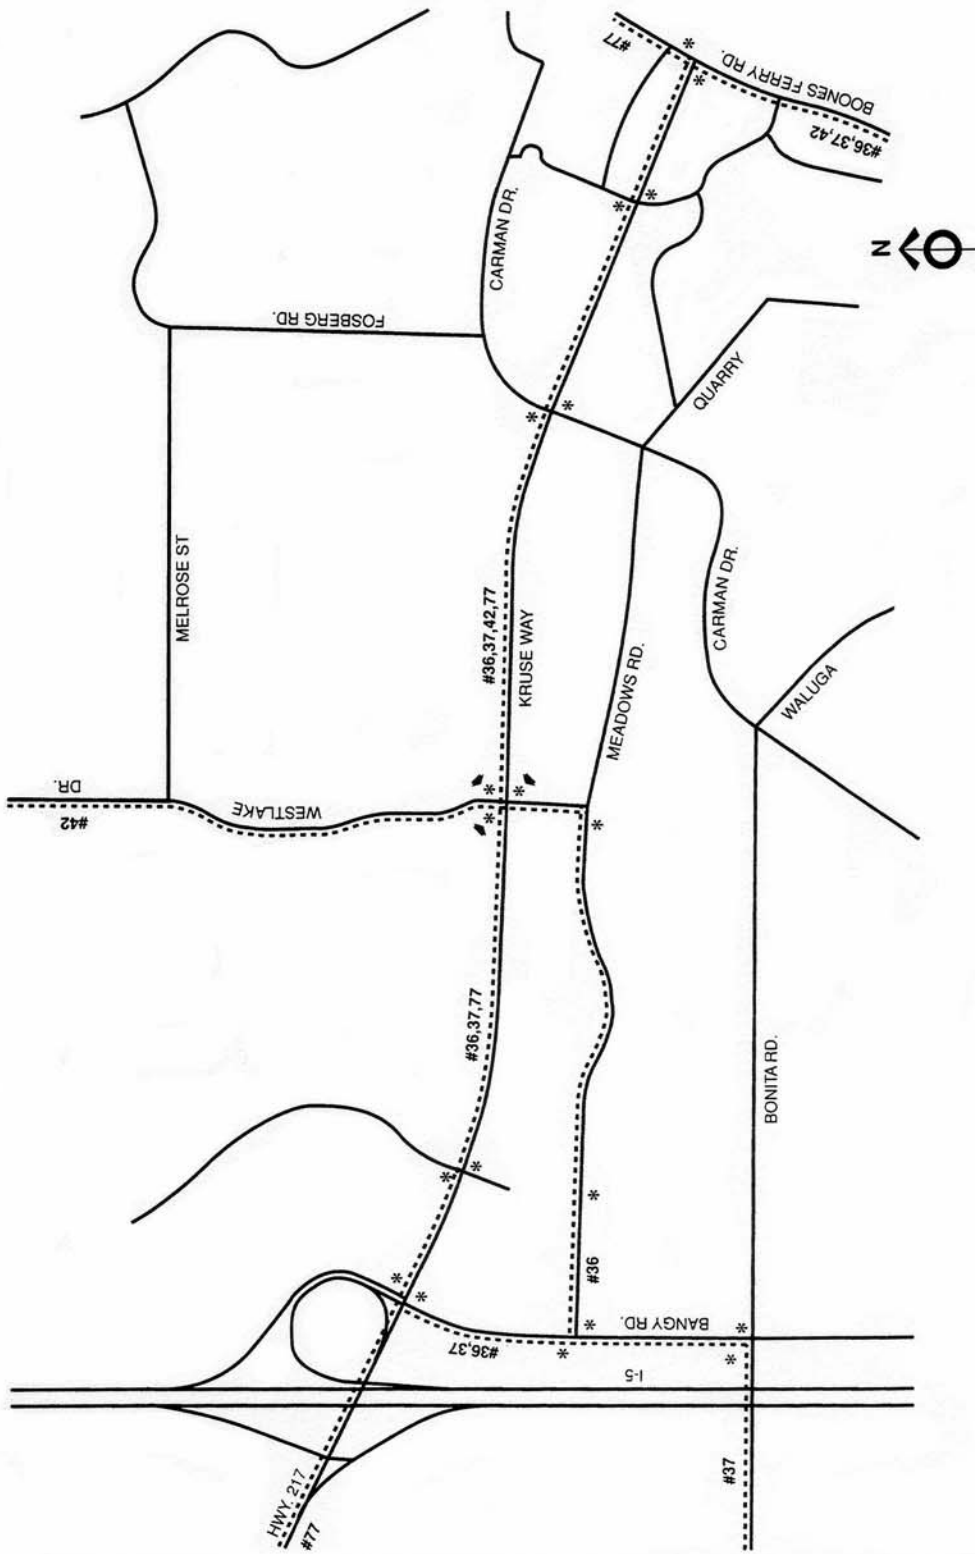 #77
BOONES FERRY RD.
#36,37,42
N
CARMAN DR.
FOSBERG RD.
QUARRY
MELROSE ST
#36,37,42,77
KRUSE WAY
MEADOWS RD.
CARMAN DR.
WALUGA
DR.
#42
WESTLAKE
#36,37,77
BONITA RD.
#36
BANGY RD.
#36,37
I-5
#37
HWY. 217
#77